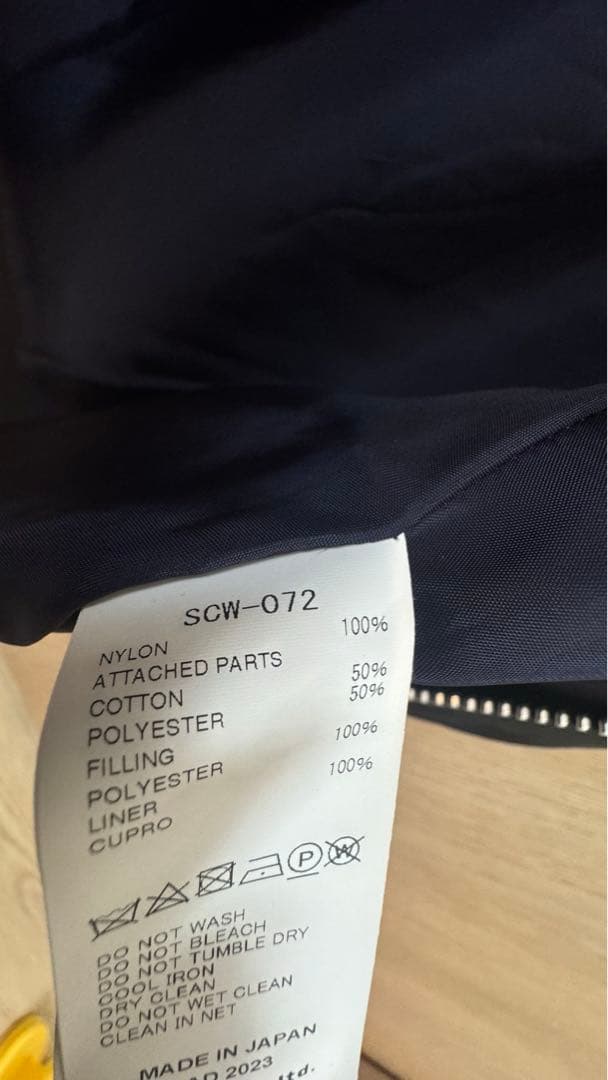 SCW-072
NYLON 100%
ATTACHED PARTS
COTTON 50%
POLYESTER 50%
FILLING
POLYESTER 100%
LINER
CUPRO 100%
P W
DO NOT WASH
DO NOT BLEACH
DO NOT TUMBLE DRY
COOL IRON
DRY CLEAN
DO NOT WET CLEAN
CLEAN IN NET
MADE IN JAPAN
2023